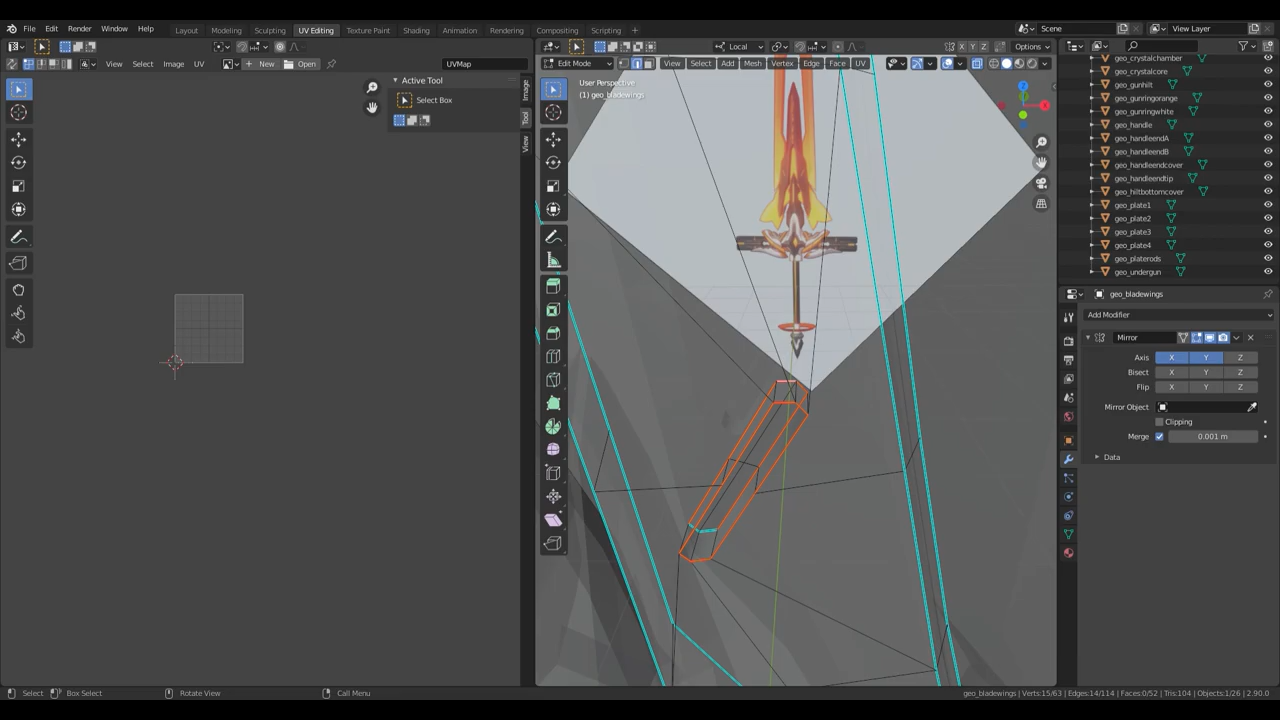 File Edit Render Window Help Layout Modeling Sculpting UV Editing Texture Paint Shading Animation Rendering Compositing Scripting + Scene View Layer
Local X Y Z Options
View Select Image UV New Open UVMap Edit Mode View Select Add Mesh Vertex Edge Face UV
Active Tool
Select Box
Image
Tool
View
User Perspective
(1) geo_bladewings
geo_crystalchamber
geo_crystalcore
geo_gunhilt
geo_gunringorange
geo_gunringwhite
geo_handle
geo_handleendA
geo_handleendB
geo_handleendcover
geo_handleendtip
geo_hiltbottomcover
geo_plate1
geo_plate2
geo_plate3
geo_plate4
geo_platerods
geo_undergun
geo_bladewings
Add Modifier
Mirror
Axis X Y Z
Bisect X Y Z
Flip X Y Z
Mirror Object
Clipping
Merge 0.001 m
Data
Select Box Select Rotate View Call Menu geo_bladewings | Verts:15/63 | Edges:14/114 | Faces:0/52 | Tris:104 | Objects:1/26 | 2.90.0